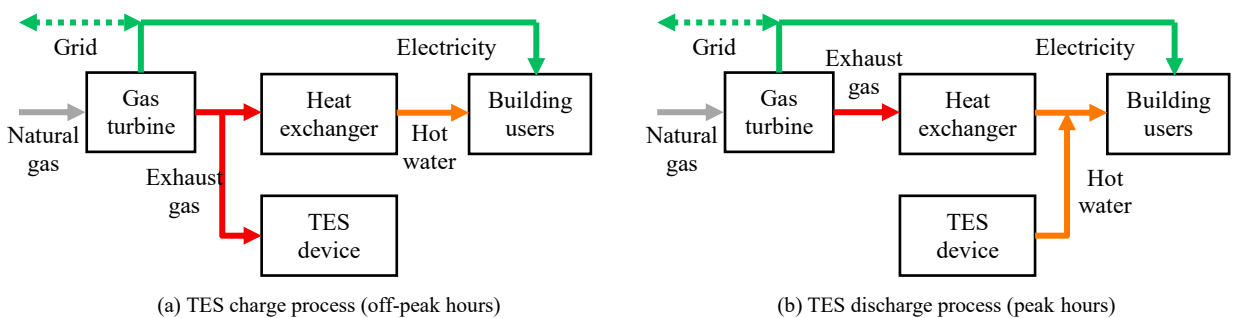 Grid
Electricity
Gas
turbine
Heat
exchanger
Building
users
Natural
gas
Hot
water
Exhaust
gas
TES
device
(a) TES charge process (off-peak hours)
Grid
Electricity
Exhaust
gas
Gas
turbine
Heat
exchanger
Building
users
Natural
gas
Hot
water
TES
device
(b) TES discharge process (peak hours)